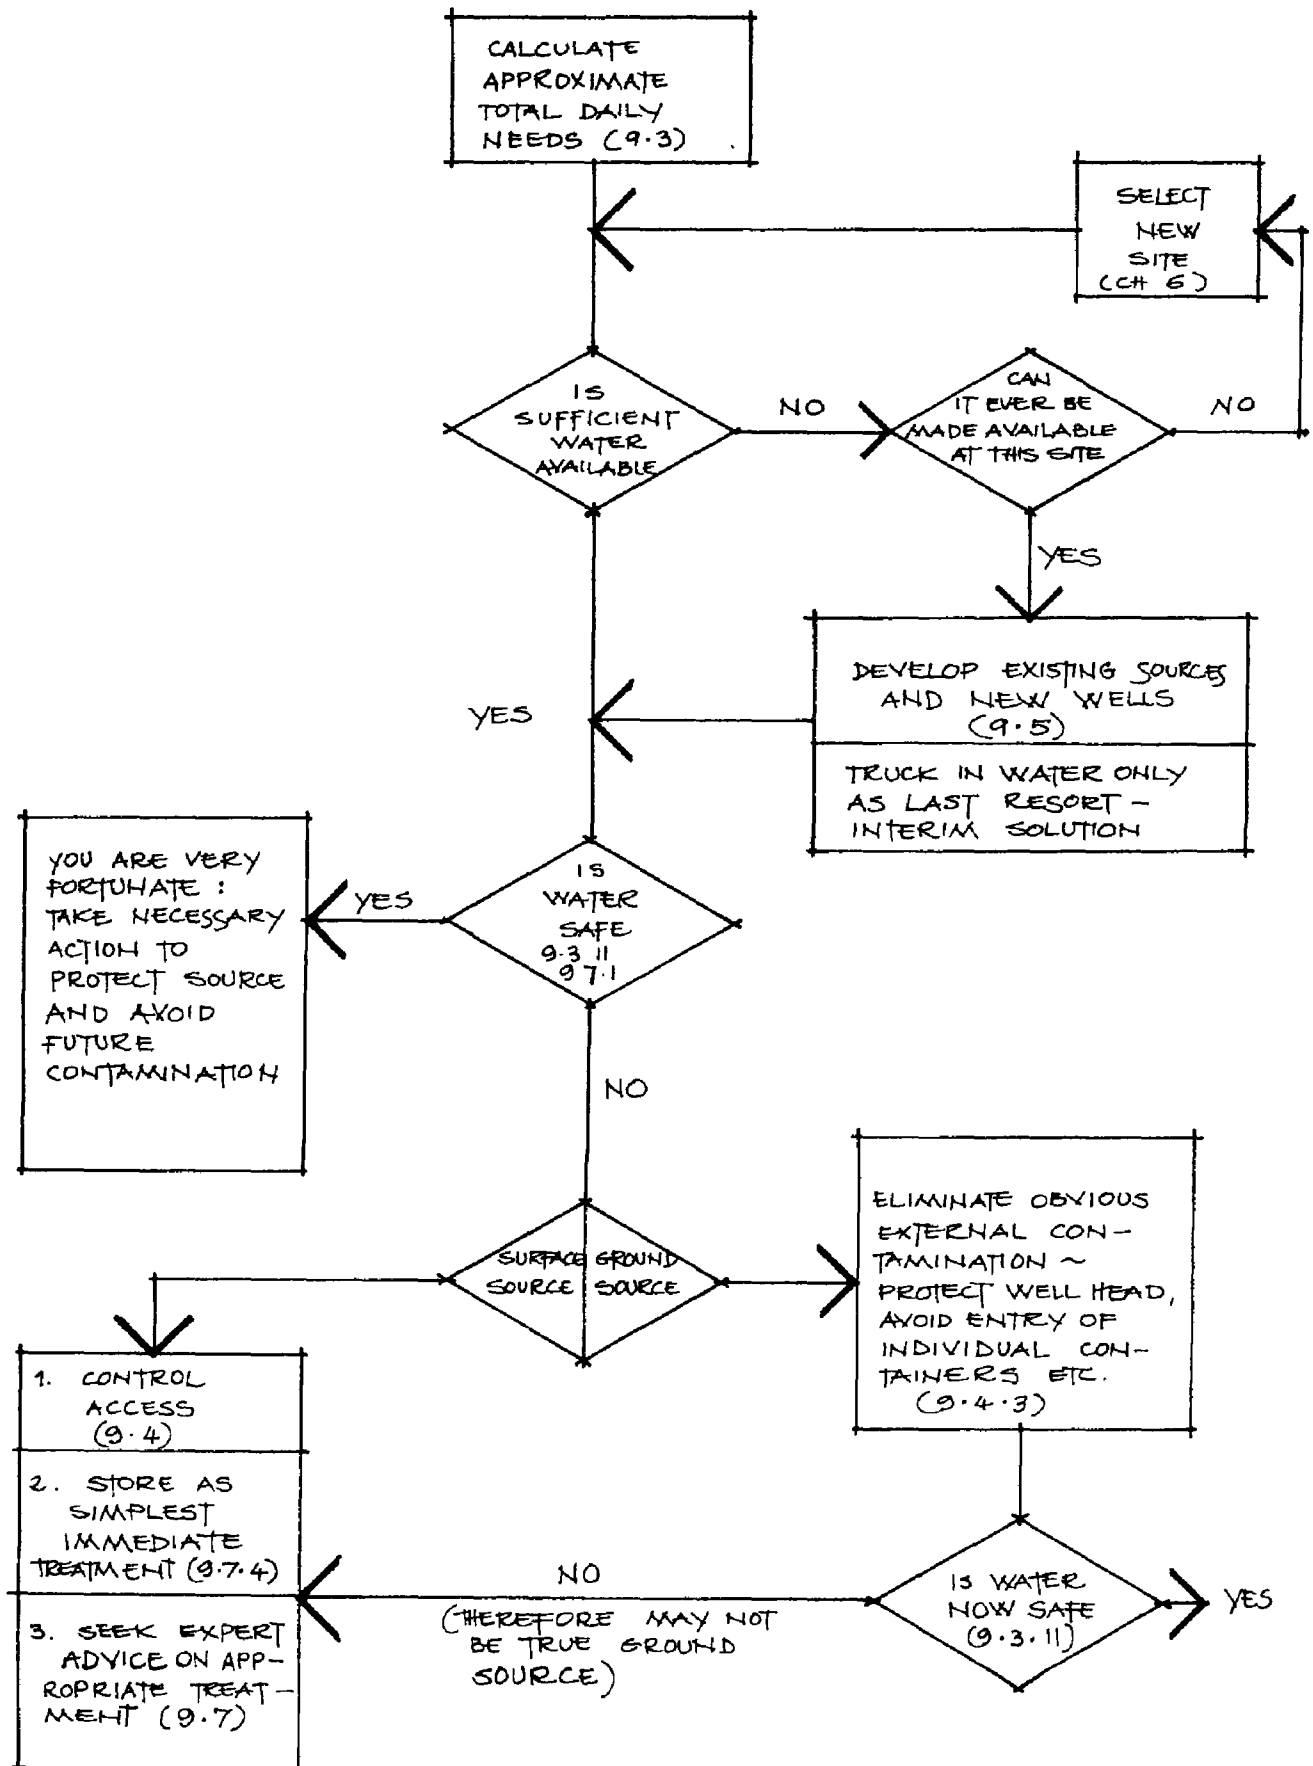 CALCULATE
APPROXIMATE
TOTAL DAILY
NEEDS (9.3)
SELECT
NEW
SITE
(CH 6)
IS
SUFFICIENT
WATER
AVAILABLE
NO
CAN
IT EVER BE
MADE AVAILABLE
AT THIS SITE
NO
YES
DEVELOP EXISTING SOURCES
AND NEW WELLS
(9.5)
TRUCK IN WATER ONLY
AS LAST RESORT –
INTERIM SOLUTION
YES
IS
WATER
SAFE
9.3 11
9 7.1
YES
YOU ARE VERY
FORTUNATE :
TAKE NECESSARY
ACTION TO
PROTECT SOURCE
AND AVOID
FUTURE
CONTAMINATION
NO
SURFACE
SOURCE
GROUND
SOURCE
ELIMINATE OBVIOUS
EXTERNAL CON–
TAMINATION ~
PROTECT WELL HEAD,
AVOID ENTRY OF
INDIVIDUAL CON–
TAINERS ETC.
(9.4.3)
1. CONTROL
ACCESS
(9.4)
2. STORE AS
SIMPLEST
IMMEDIATE
TREATMENT (9.7.4)
3. SEEK EXPERT
ADVICE ON APP–
ROPRIATE TREAT–
MENT (9.7)
NO
(THEREFORE MAY NOT
BE TRUE GROUND
SOURCE)
IS WATER
NOW SAFE
(9.3.11)
YES